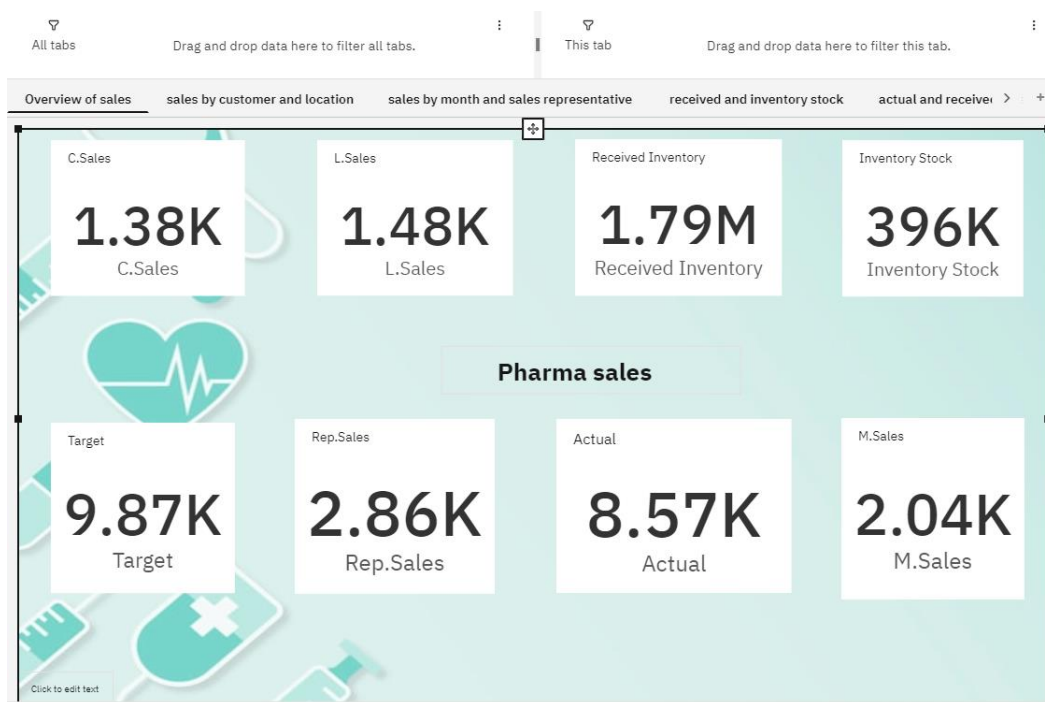 All tabs
Drag and drop data here to filter all tabs.
This tab
Drag and drop data here to filter this tab.
Overview of sales
sales by customer and location
sales by month and sales representative
received and inventory stock
actual and receive
C.Sales
1.38K
C.Sales
L.Sales
1.48K
L.Sales
Received Inventory
1.79M
Received Inventory
Inventory Stock
396K
Inventory Stock
Pharma sales
Target
9.87K
Target
Rep.Sales
2.86K
Rep.Sales
Actual
8.57K
Actual
M.Sales
2.04K
M.Sales
Click to edit text